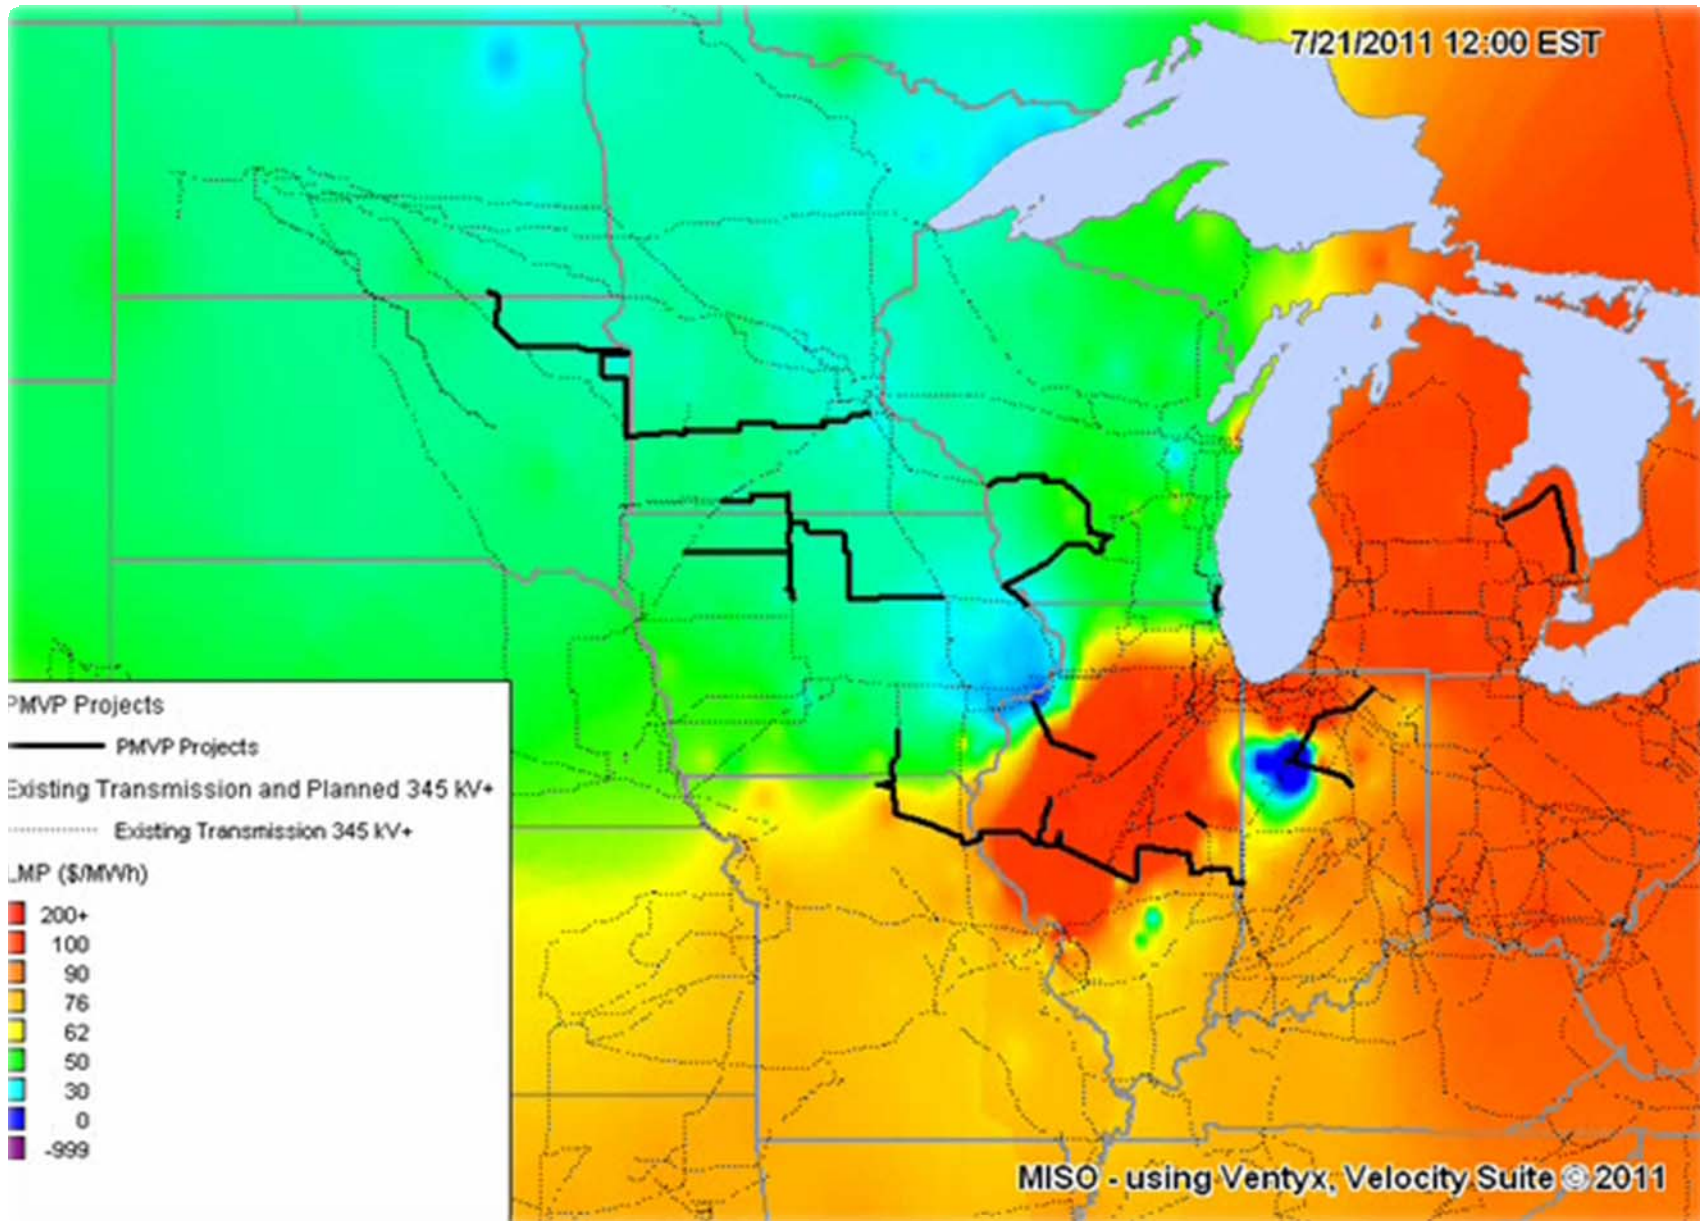 7/21/2011 12:00 EST
PMVP Projects
PMVP Projects
Existing Transmission and Planned 345 kV+
Existing Transmission 345 kV+
LMP ($/MWh)
200+
100
90
76
62
50
30
0
-999
MISO - using Ventyx, Velocity Suite © 2011